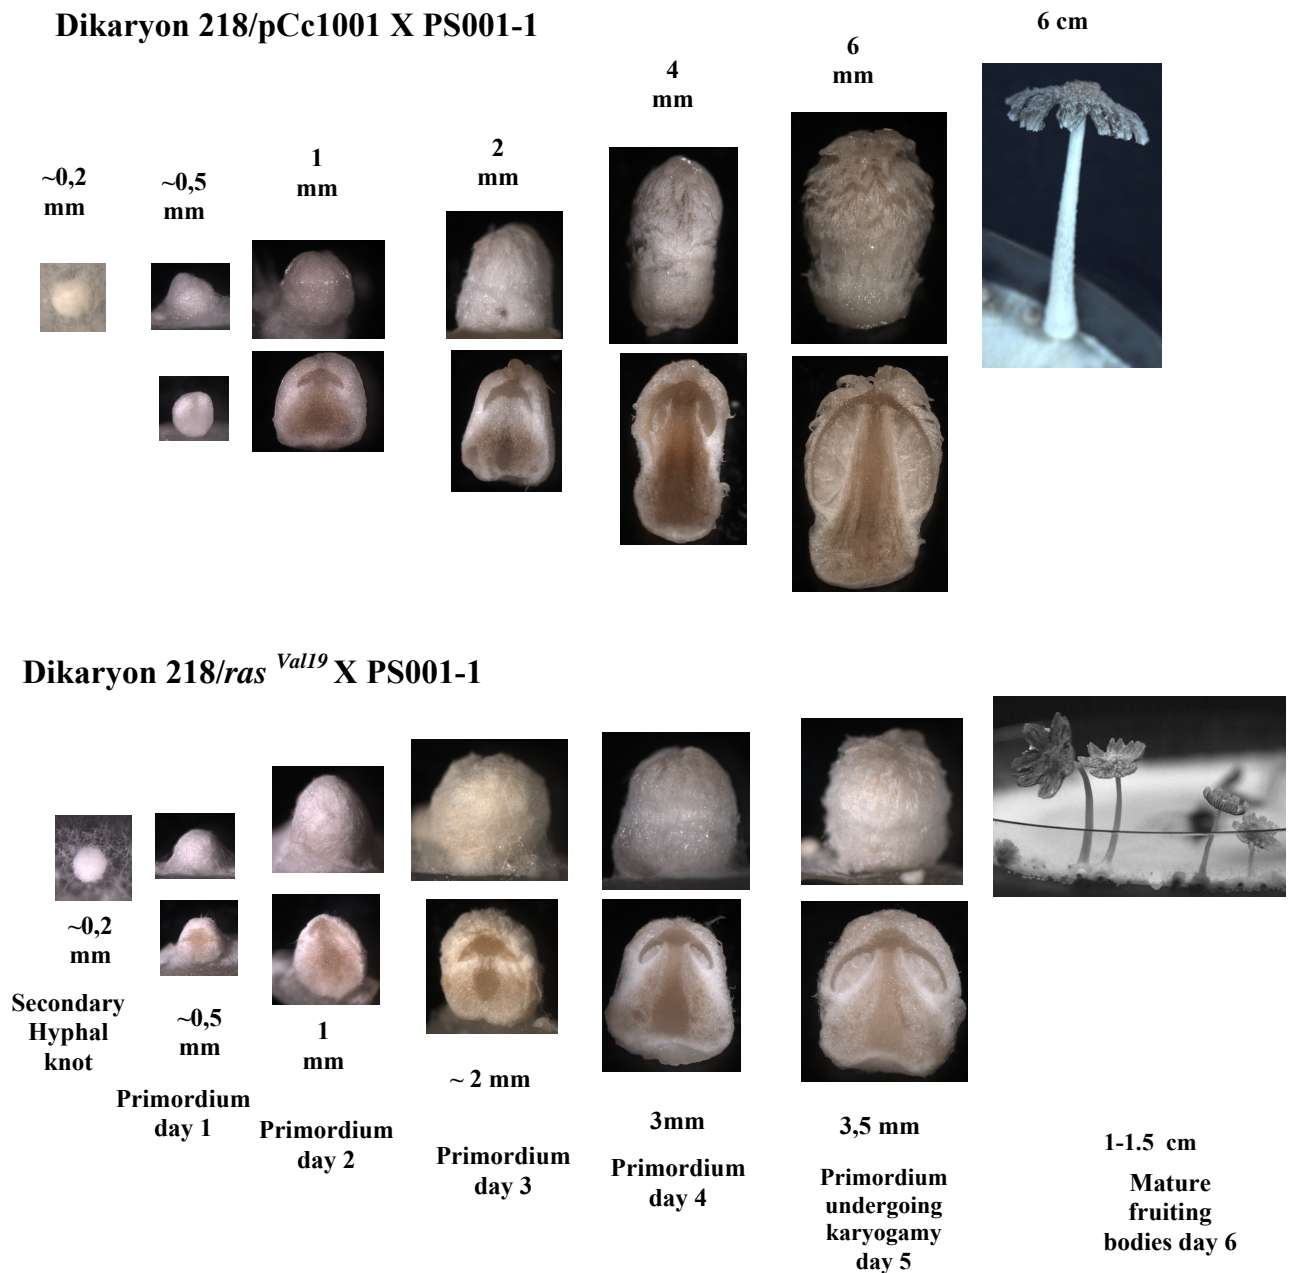 Dikaryon 218/pCc1001 X PS001-1
~0,2
mm
~0,5
mm
1
mm
2
mm
4
mm
6
mm
6 cm
Dikaryon 218/ras Val19 X PS001-1
~0,2
mm
Secondary
Hyphal
knot
~0,5
mm
Primordium
day 1
1
mm
Primordium
day 2
~ 2 mm
Primordium
day 3
3mm
Primordium
day 4
3,5 mm
Primordium
undergoing
karyogamy
day 5
1-1.5 cm
Mature
fruiting
bodies day 6